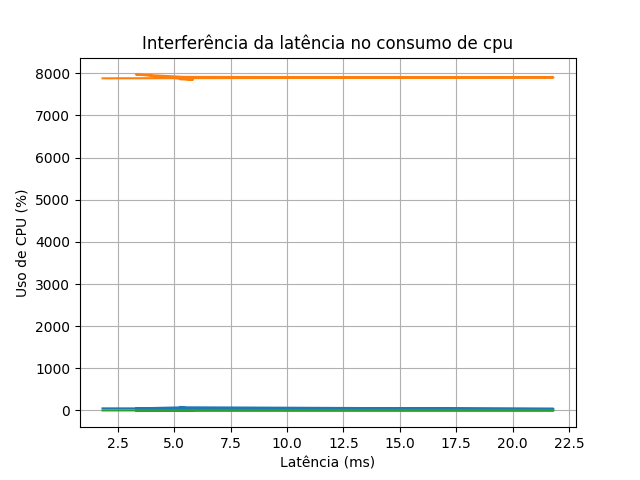 Interferência da latência no consumo de cpu
Uso de CPU (%)
8000
7000
6000
5000
4000
3000
2000
1000
0
2.5 5.0 7.5 10.0 12.5 15.0 17.5 20.0 22.5
Latência (ms)